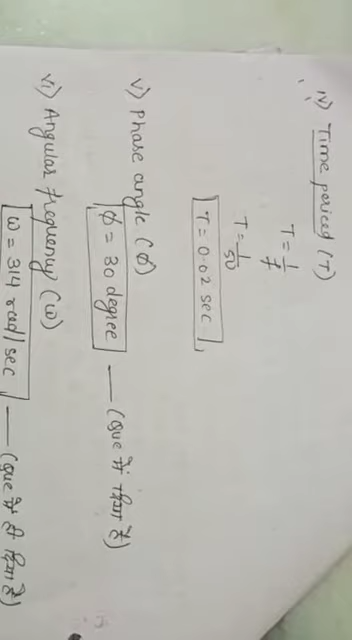 iv) Time period (T)
T = 1/f
T = 1/50
T = 0.02 sec
v) Phase angle (ϕ)
ϕ = 30 degree — (que में दिया है)
vi) Angular frequency (ω)
ω = 314 rad/sec — (que में ही दिया है)